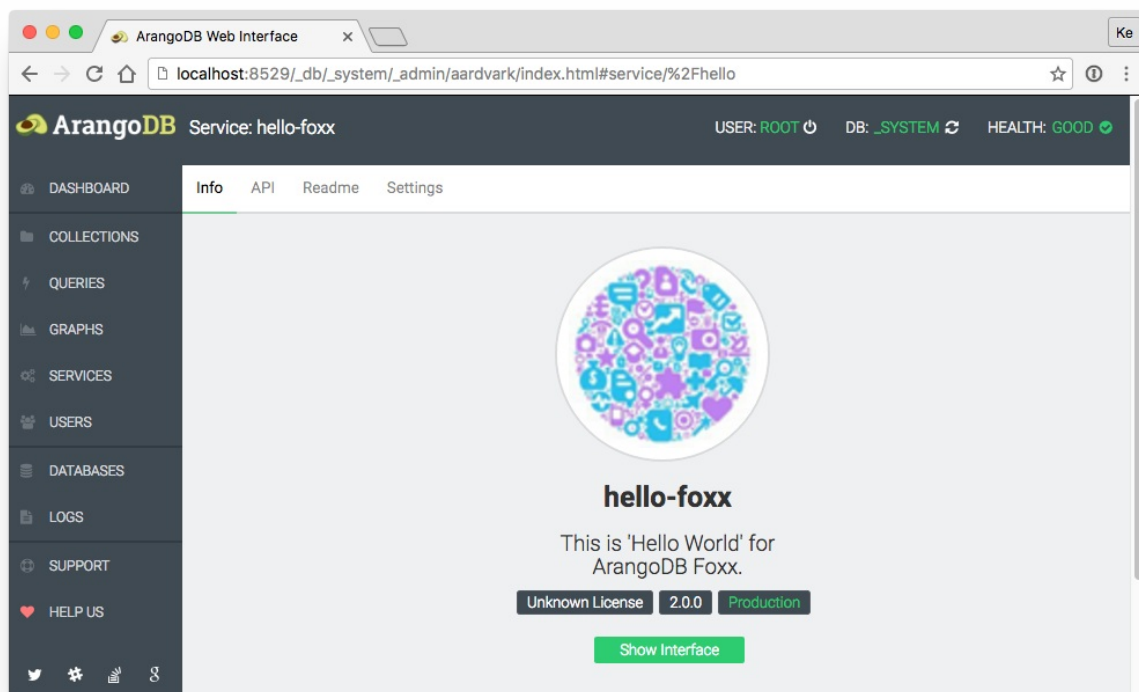 ArangoDB Web Interface
Ke
localhost:8529/_db/_system/_admin/aardvark/index.html#service/%2Fhello
ArangoDB Service: hello-foxx USER: ROOT DB: _SYSTEM HEALTH: GOOD
DASHBOARD
Info API Readme Settings
COLLECTIONS
QUERIES
GRAPHS
SERVICES
USERS
DATABASES
LOGS
SUPPORT
HELP US
hello-foxx
This is 'Hello World' for
ArangoDB Foxx.
Unknown License 2.0.0 Production
Show Interface